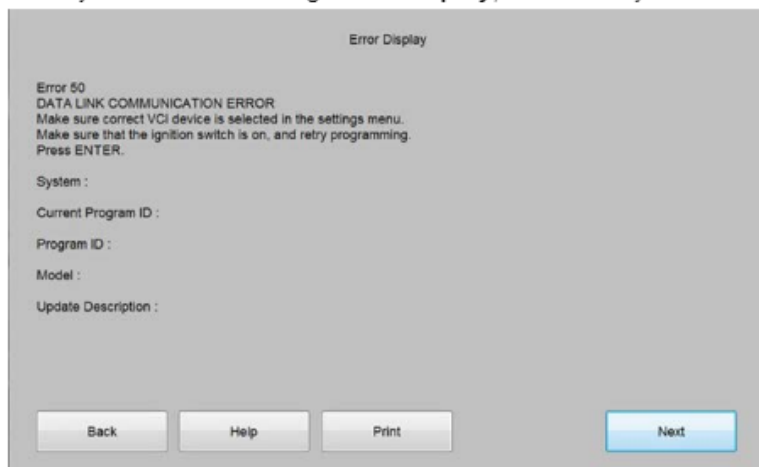 Error Display
Error 50
DATA LINK COMMUNICATION ERROR
Make sure correct VCI device is selected in the settings menu.
Make sure that the ignition switch is on, and retry programming.
Press ENTER.
System :
Current Program ID :
Program ID :
Model :
Update Description :
Back
Help
Print
Next